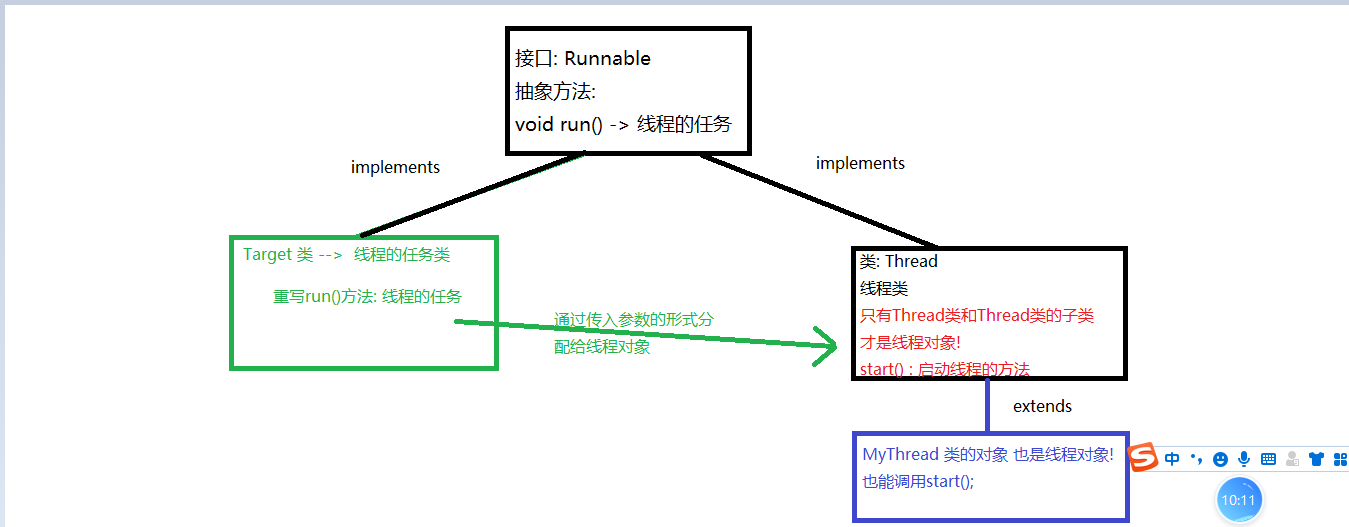 接口: Runnable
抽象方法:
void run() -> 线程的任务
implements
implements
Target 类 --> 线程的任务类
重写run()方法: 线程的任务
通过传入参数的形式分
配给线程对象
类: Thread
线程类
只有Thread类和Thread类的子类
才是线程对象!
start() : 启动线程的方法
extends
MyThread 类的对象 也是线程对象!
也能调用start();
S 中
10:11